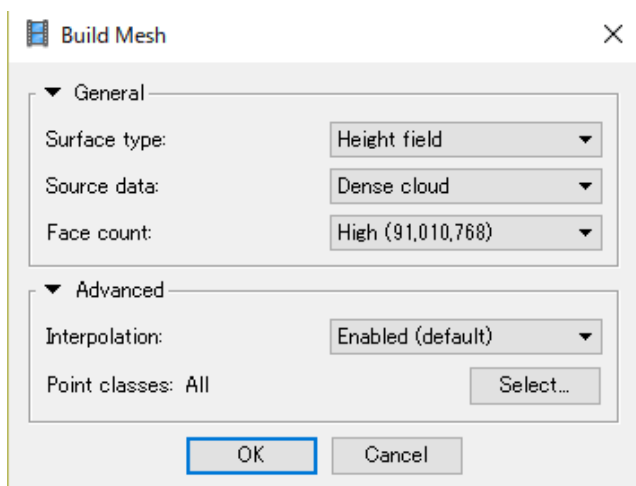 Build Mesh
General
Surface type: Height field
Source data: Dense cloud
Face count: High (91,010,768)
Advanced
Interpolation: Enabled (default)
Point classes: All Select...
OK Cancel